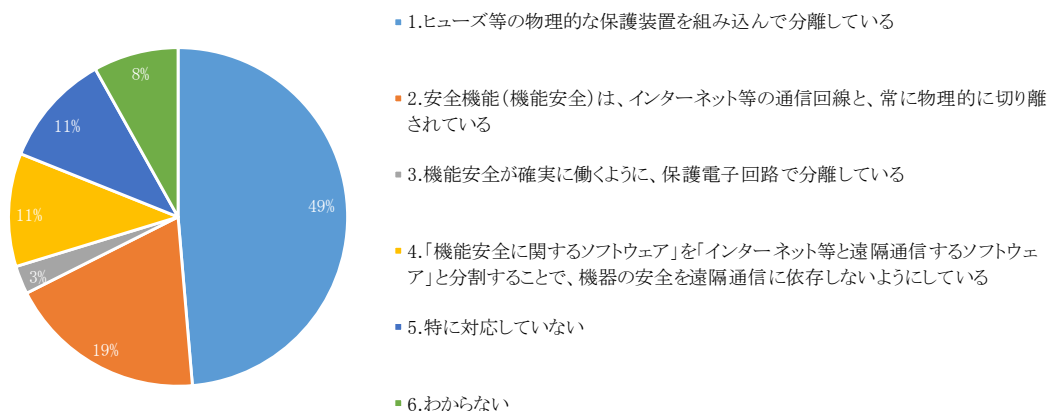 1.ヒューズ等の物理的な保護装置を組み込んで分離している
8%
2.安全機能(機能安全)は、インターネット等の通信回線と、常に物理的に切り離
されている
11%
3.機能安全が確実に働くように、保護電子回路で分離している
49%
11%
4.「機能安全に関するソフトウェア」を「インターネット等と遠隔通信するソフトウェ
ア」と分割することで、機器の安全を遠隔通信に依存しないようにしている
3%
5.特に対応していない
19%
6.わからない